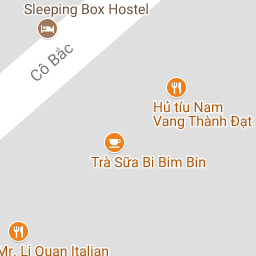 Sleeping Box Hostel
Cô Bắc
Hủ tíu Nam
Vang Thành Đạt
Trà Sữa Bi Bim Bin
Mr. Li Quan Italian